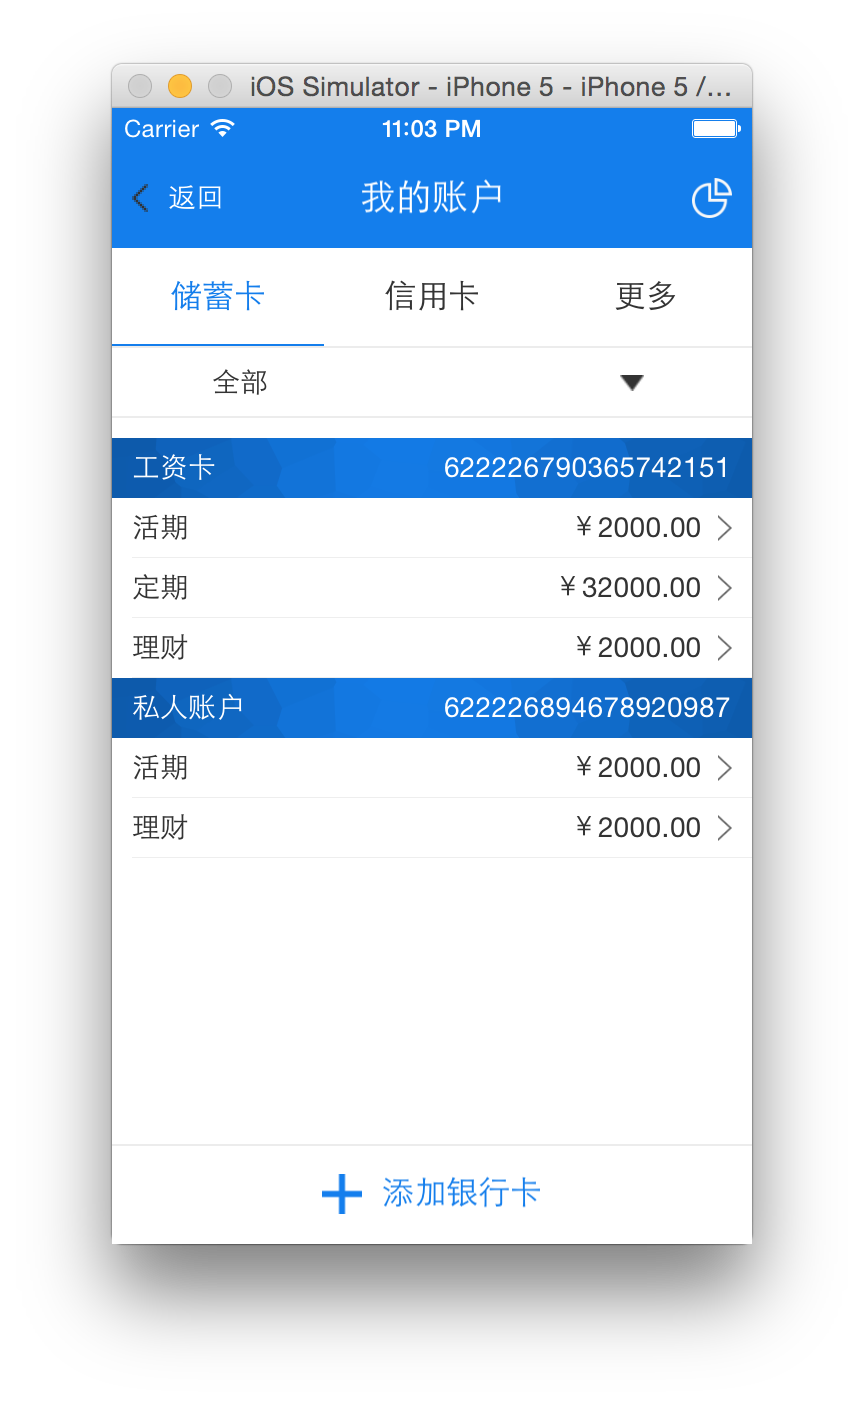 iOS Simulator - iPhone 5 - iPhone 5 /...
Carrier 11:03 PM
返回 我的账户
储蓄卡 信用卡 更多
全部
工资卡 622226790365742151
活期 ¥2000.00
定期 ¥32000.00
理财 ¥2000.00
私人账户 622226894678920987
活期 ¥2000.00
理财 ¥2000.00
添加银行卡